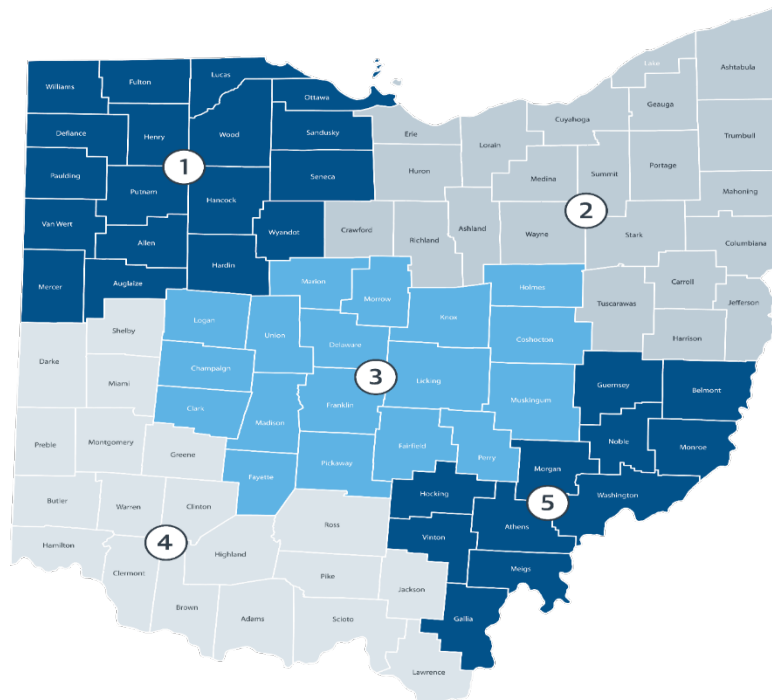 Williams
Fulton
Lucas
Ottawa
Defiance
Henry
Wood
Sandusky
Paulding
1
Putnam
Hancock
Seneca
Van Wert
Allen
Wyandot
Mercer
Auglaize
Hardin
Lake
Ashtabula
Geauga
Cuyahoga
Erie
Lorain
Trumbull
Huron
Medina
Summit
Portage
Mahoning
2
Crawford
Richland
Ashland
Wayne
Stark
Columbiana
Carroll
Tuscarawas
Jefferson
Harrison
Marion
Morrow
Holmes
Knox
Logan
Union
Delaware
Coshocton
Champaign
3
Licking
Muskingum
Clark
Madison
Franklin
Fairfield
Perry
Pickaway
Fayette
Shelby
Darke
Miami
Preble
Montgomery
Greene
Butler
Warren
Clinton
Ross
4
Hamilton
Clermont
Highland
Pike
Jackson
Brown
Adams
Scioto
Lawrence
Guernsey
Belmont
Noble
Monroe
Morgan
Hocking
Washington
5
Athens
Vinton
Meigs
Gallia